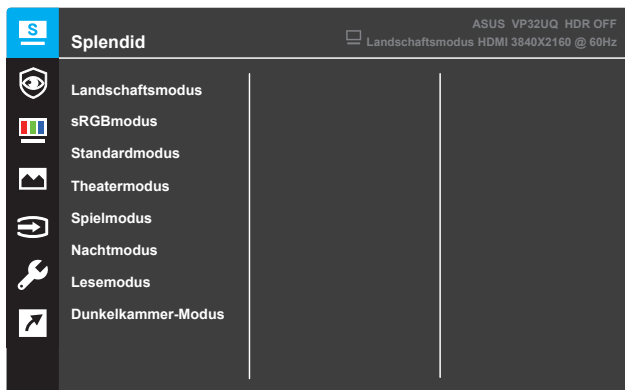 S
Splendid
ASUS VP32UQ HDR OFF
Landschaftsmodus HDMI 3840X2160 @ 60Hz
Landschaftsmodus
sRGBmodus
Standardmodus
Theatermodus
Spielmodus
Nachtmodus
Lesemodus
Dunkelkammer-Modus